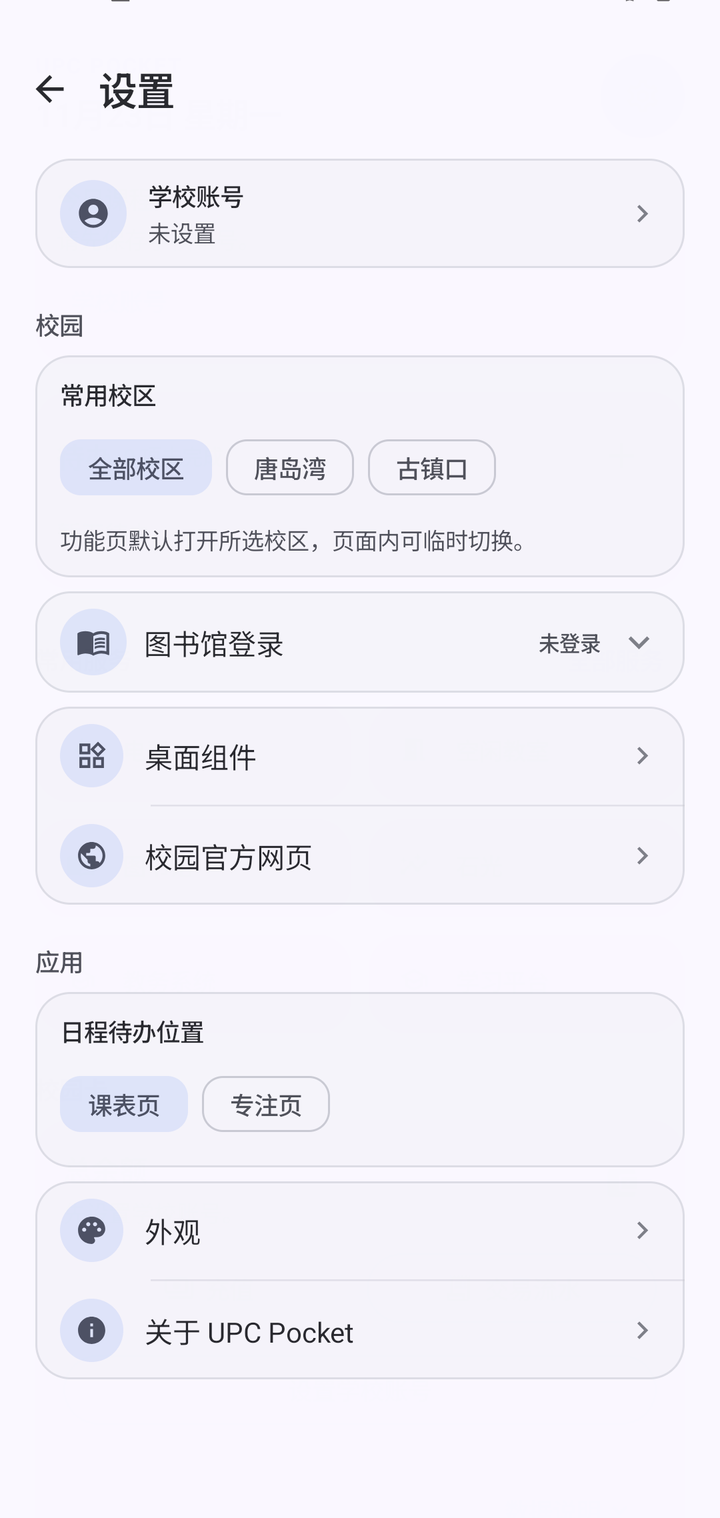 设置
学校账号
未设置
校园
常用校区
全部校区 唐岛湾 古镇口
功能页默认打开所选校区，页面内可临时切换。
图书馆登录 未登录
桌面组件
校园官方网页
应用
日程待办位置
课表页 专注页
外观
关于 UPC Pocket